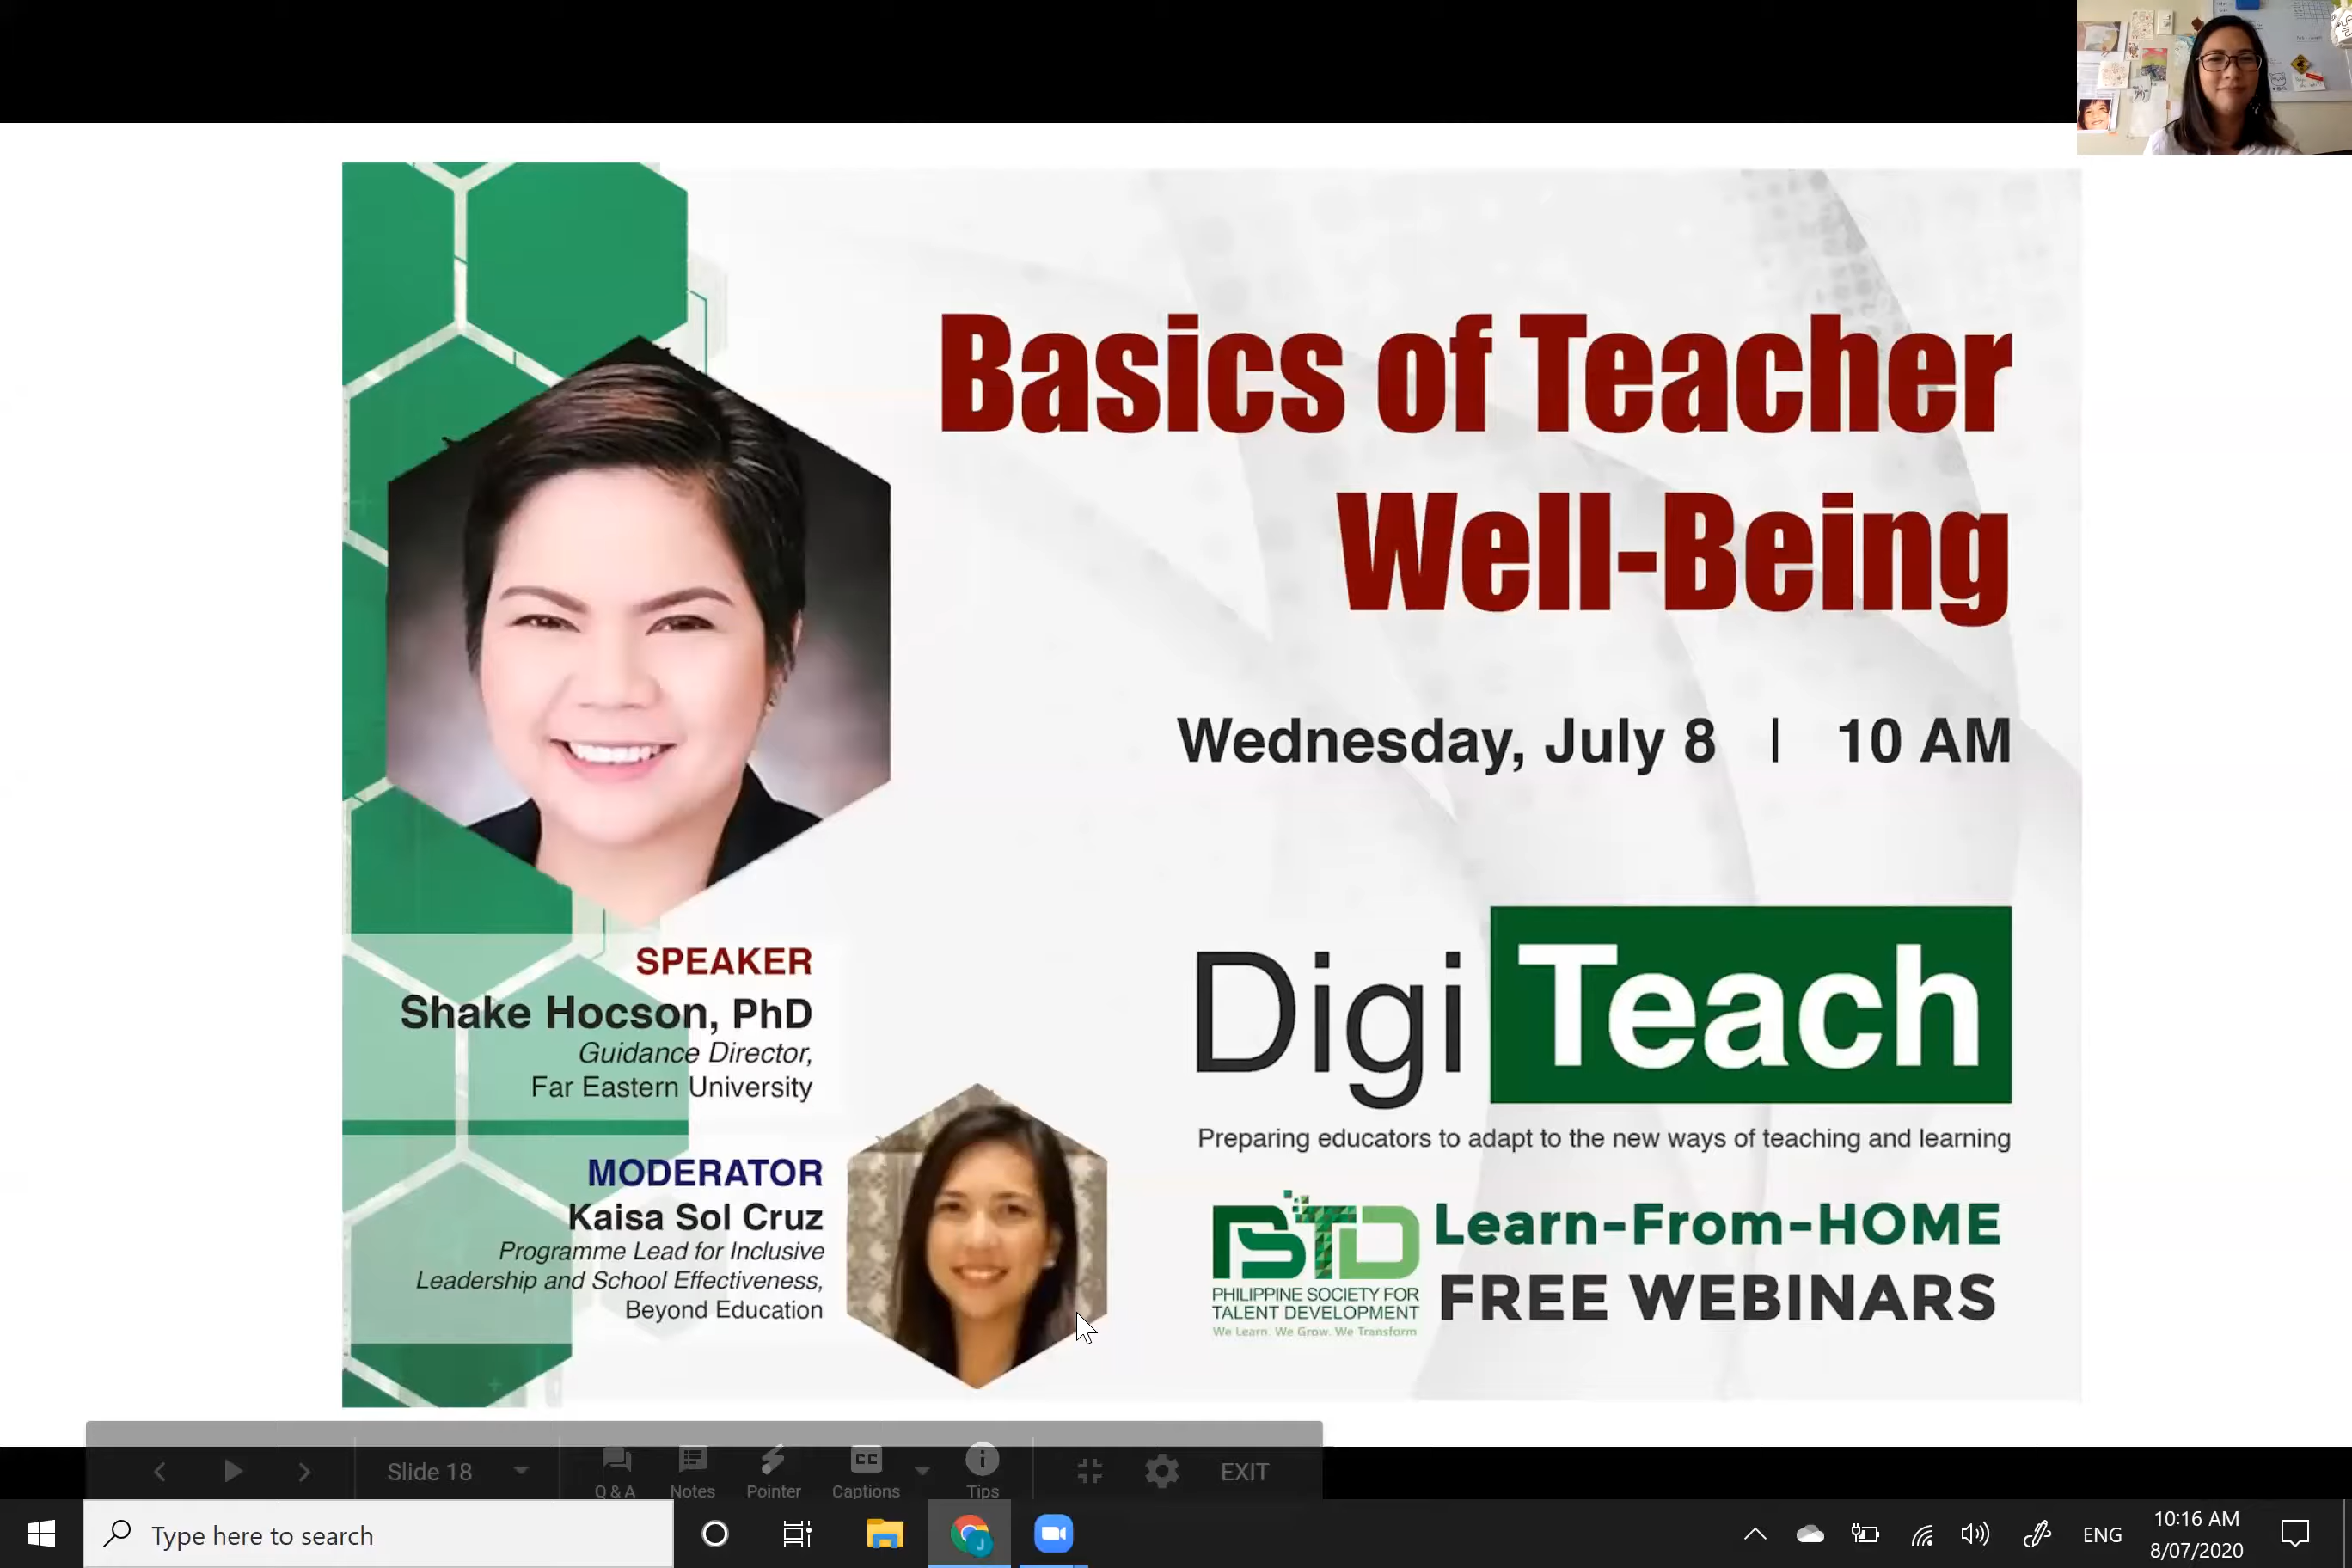 Basics of Teacher
Well-Being
Wednesday, July 8 | 10 AM
SPEAKER
Shake Hocson, PhD
Guidance Director,
Far Eastern University
MODERATOR
Kaisa Sol Cruz
Programme Lead for Inclusive
Leadership and School Effectiveness,
Beyond Education
Digi Teach
Preparing educators to adapt to the new ways of teaching and learning
PSTD
PHILIPPINE SOCIETY FOR
TALENT DEVELOPMENT
We Learn. We Grow. We Transform
Learn-From-HOME
FREE WEBINARS
Slide 18
Q & A
Notes
Pointer
CC
Captions
Tips
EXIT
Type here to search
J
ENG
10:16 AM
8/07/2020